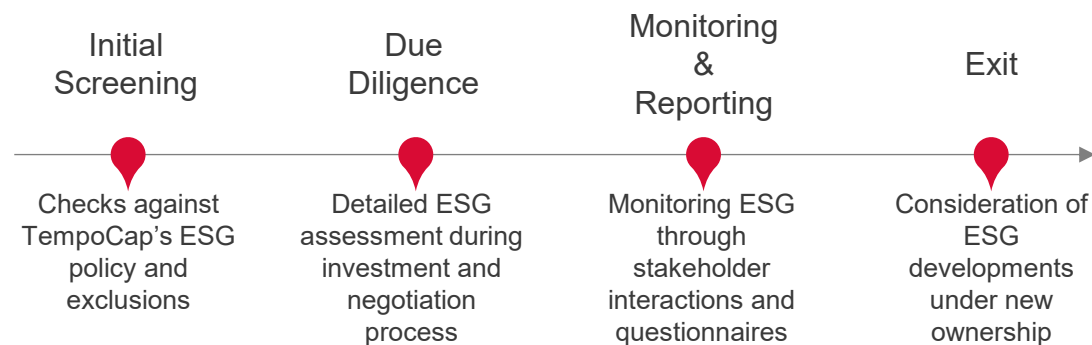 Initial
Screening
Checks against
TempoCap's ESG
policy and
exclusions
Due
Diligence
Detailed ESG
assessment during
investment and
negotiation
process
Monitoring
&
Reporting
Monitoring ESG
through
stakeholder
interactions and
questionnaires
Exit
Consideration of
ESG
developments
under new
ownership